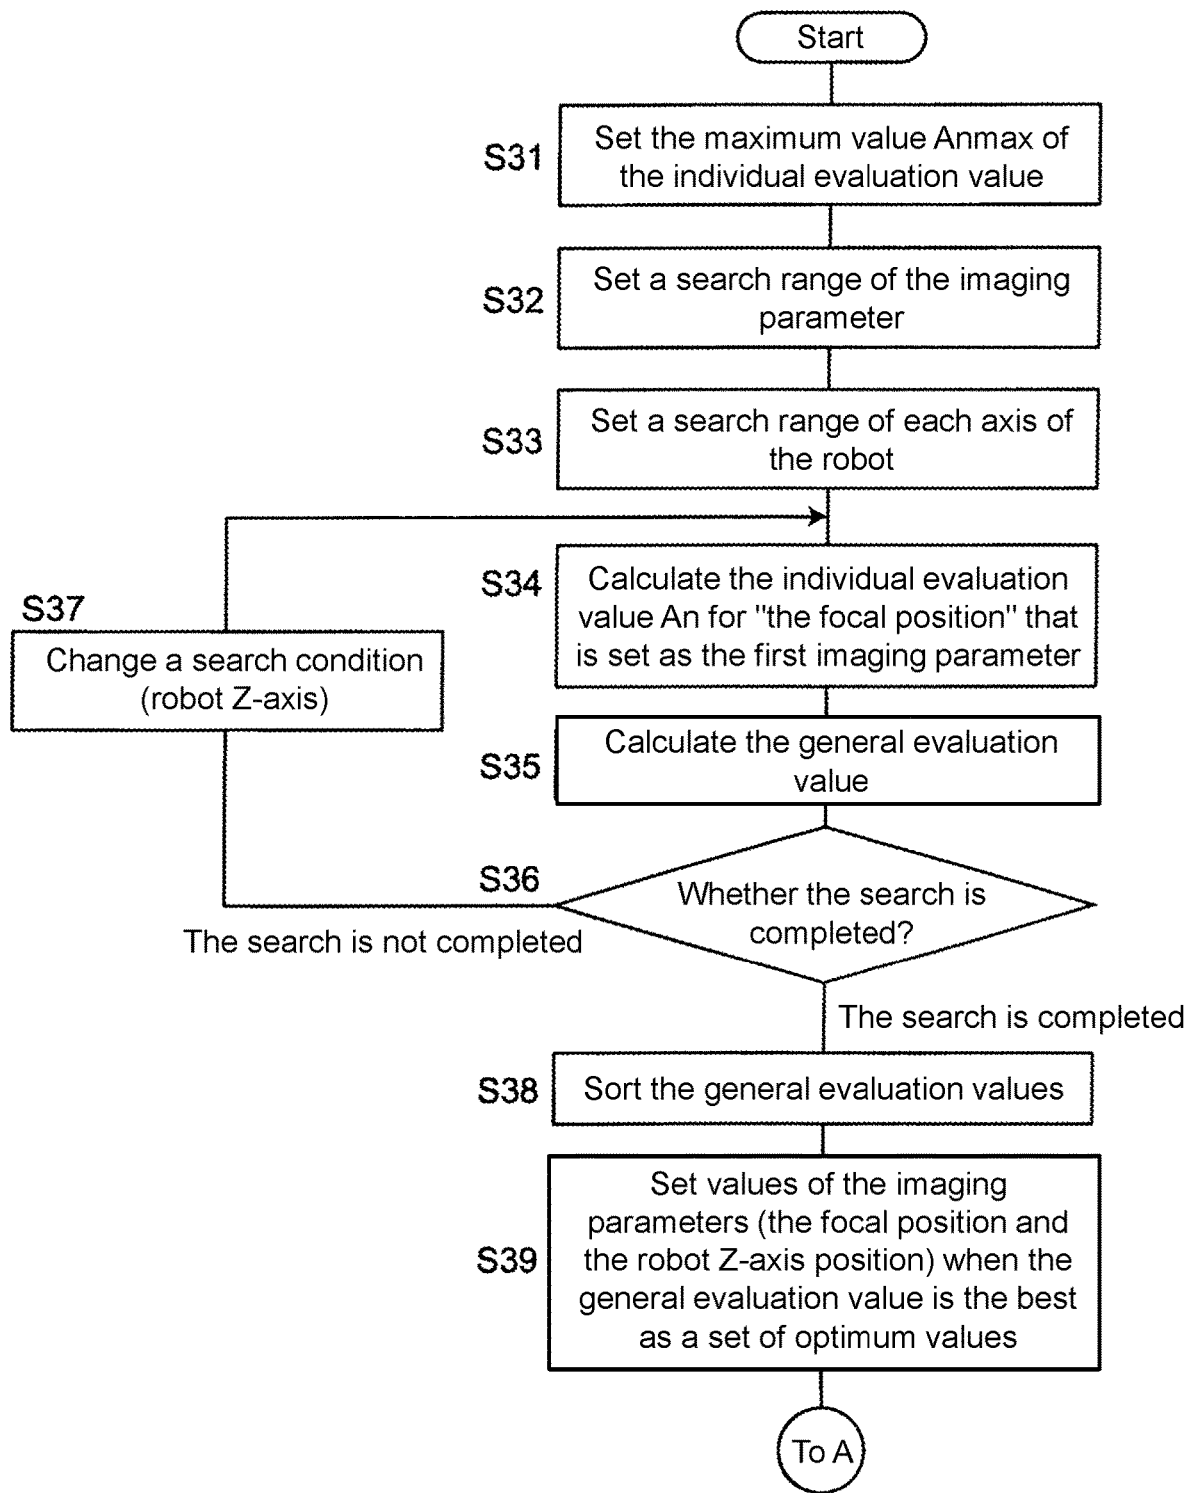 Start
S31
Set the maximum value Anmax of
the individual evaluation value
S32
Set a search range of the imaging
parameter
S33
Set a search range of each axis of
the robot
S34
Calculate the individual evaluation
value An for "the focal position" that
is set as the first imaging parameter
S37
Change a search condition
(robot Z-axis)
S35
Calculate the general evaluation
value
S36
Whether the search is
completed?
The search is not completed
The search is completed
S38
Sort the general evaluation values
S39
Set values of the imaging
parameters (the focal position and
the robot Z-axis position) when the
general evaluation value is the best
as a set of optimum values
To A